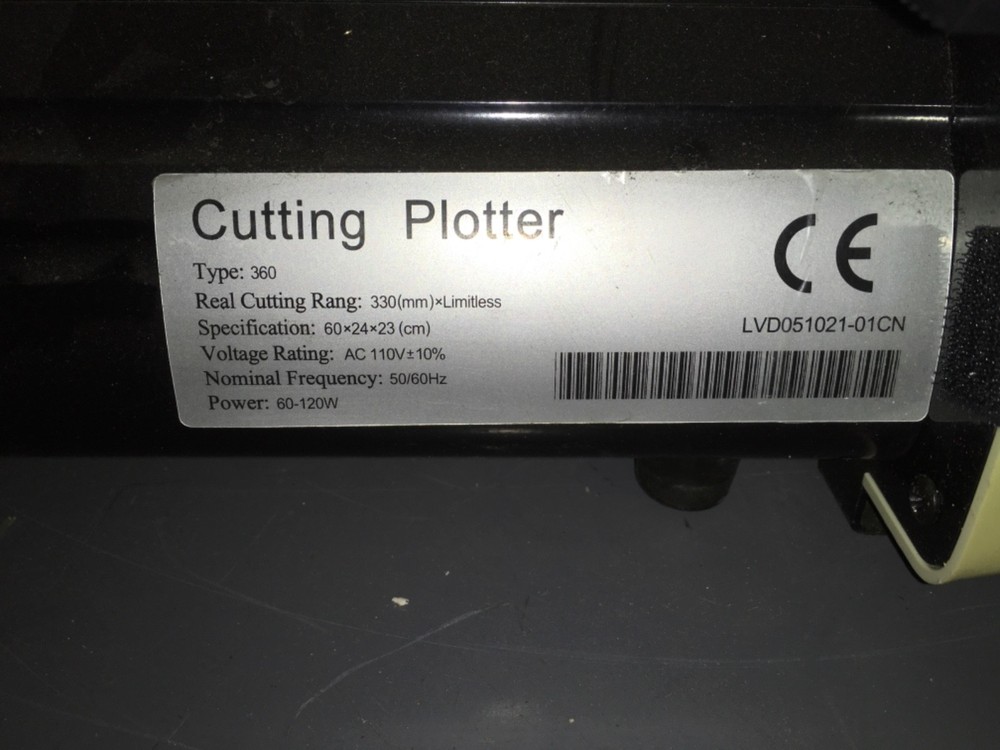 Cutting Plotter
Type: 360
Real Cutting Rang: 330(mm)×Limitless
Specification: 60×24×23 (cm)
Voltage Rating: AC 110V±10%
Nominal Frequency: 50/60Hz
Power: 60-120W
CE
LVD051021-01CN